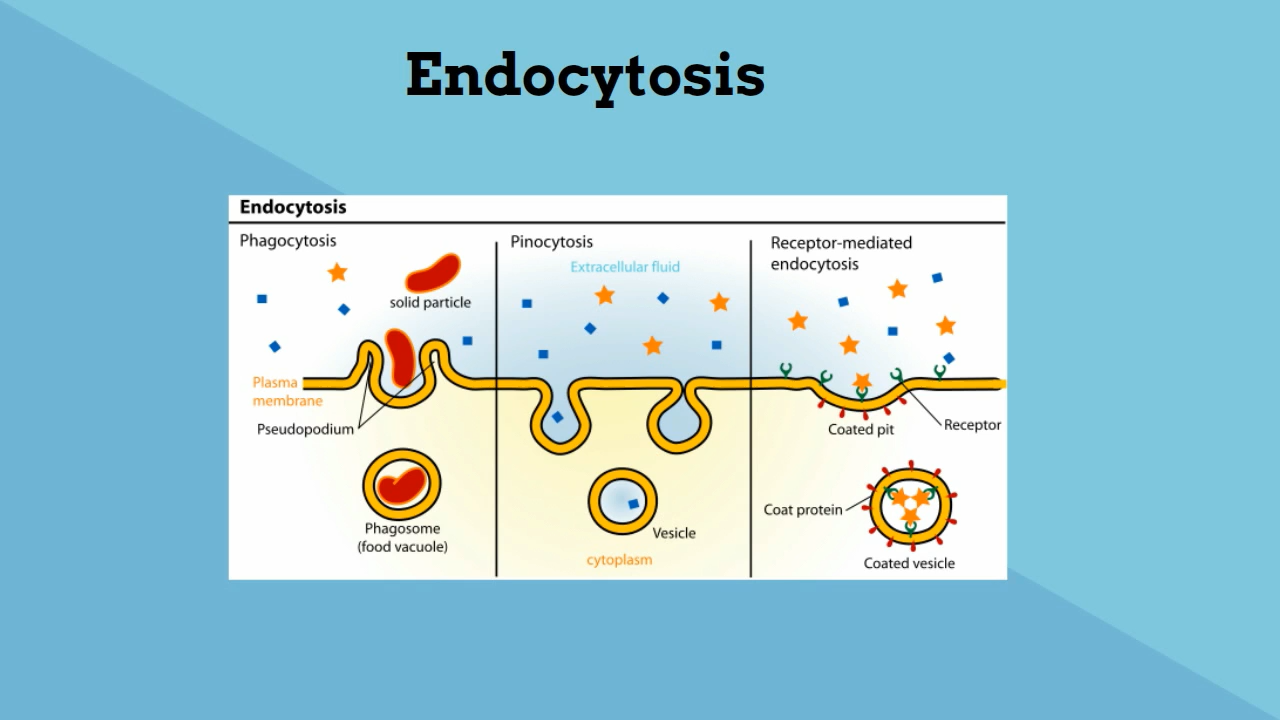 Endocytosis
Endocytosis
Phagocytosis
solid particle
Plasma
membrane
Pseudopodium
Phagosome
(food vacuole)
Pinocytosis
Extracellular fluid
Vesicle
cytoplasm
Receptor-mediated
endocytosis
Coated pit
Receptor
Coat protein
Coated vesicle